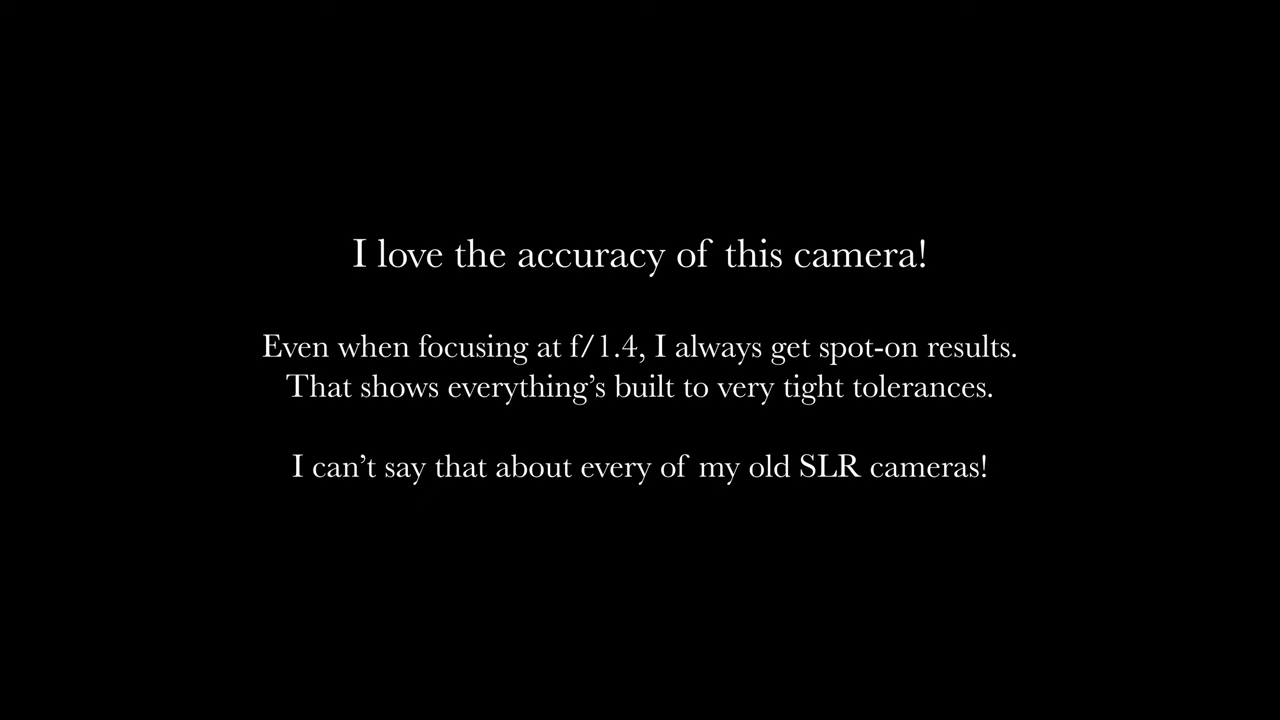 I love the accuracy of this camera!
Even when focusing at f/1.4, I always get spot-on results.
That shows everything’s built to very tight tolerances.
I can’t say that about every of my old SLR cameras!